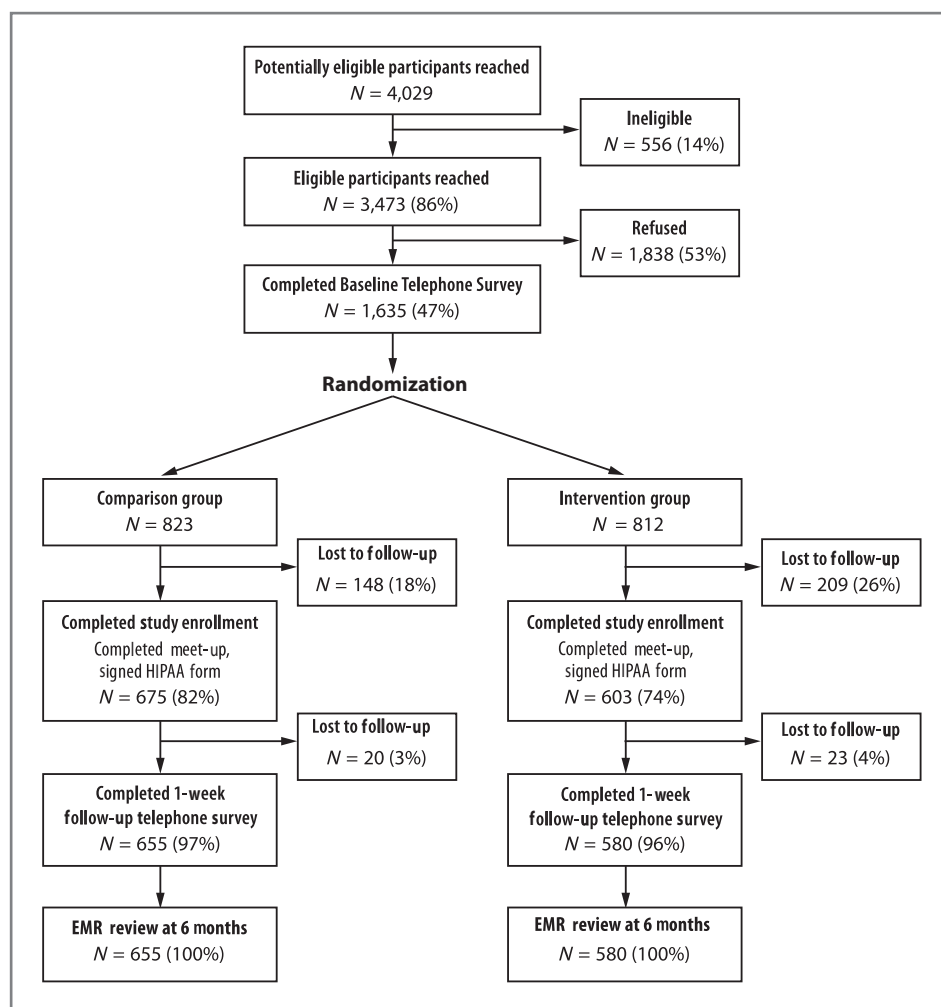 Potentially eligible participants reached
N = 4,029
Ineligible
N = 556 (14%)
Eligible participants reached
N = 3,473 (86%)
Refused
N = 1,838 (53%)
Completed Baseline Telephone Survey
N = 1,635 (47%)
Randomization
Comparison group
N = 823
Lost to follow-up
N = 148 (18%)
Completed study enrollment
Completed meet-up,
signed HIPAA form
N = 675 (82%)
Lost to follow-up
N = 20 (3%)
Completed 1-week
follow-up telephone survey
N = 655 (97%)
EMR review at 6 months
N = 655 (100%)
Intervention group
N = 812
Lost to follow-up
N = 209 (26%)
Completed study enrollment
Completed meet-up,
signed HIPAA form
N = 603 (74%)
Lost to follow-up
N = 23 (4%)
Completed 1-week
follow-up telephone survey
N = 580 (96%)
EMR review at 6 months
N = 580 (100%)